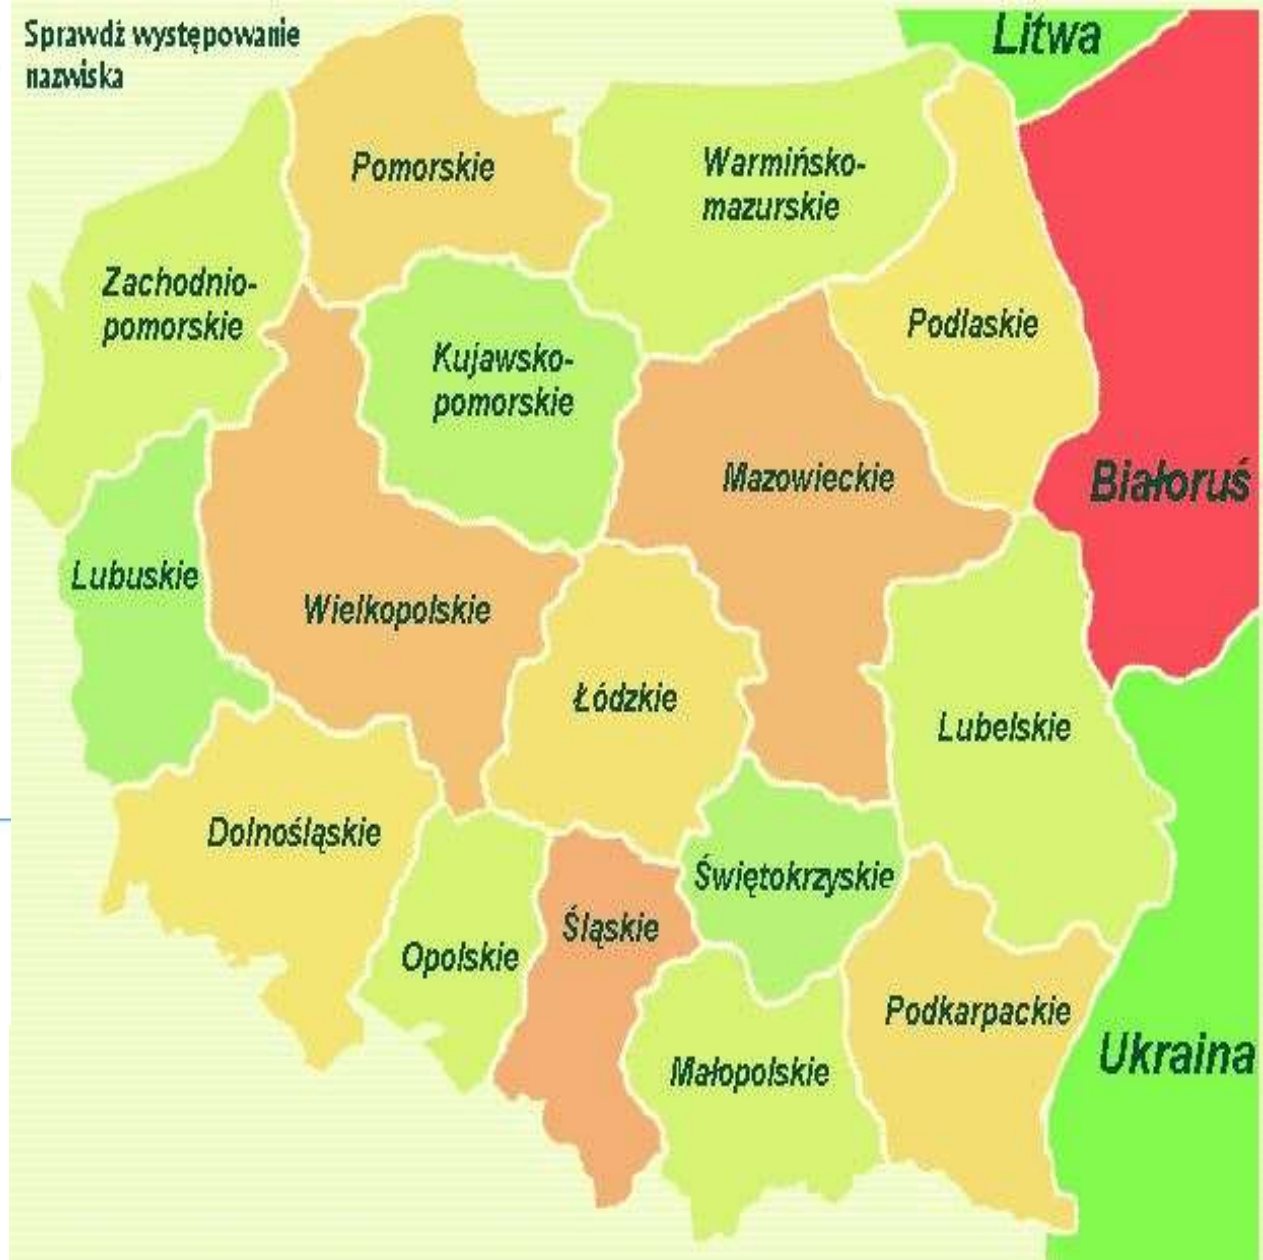 Sprawdź występowanie
nazwiska
Litwa
Pomorskie
Warmińsko-
mazurskie
Zachodnio-
pomorskie
Podlaskie
Kujawsko-
pomorskie
Mazowieckie
Białoruś
Lubuskie
Wielkopolskie
Łódzkie
Lubelskie
Dolnośląskie
Świętokrzyskie
Śląskie
Opolskie
Podkarpackie
Ukraina
Małopolskie